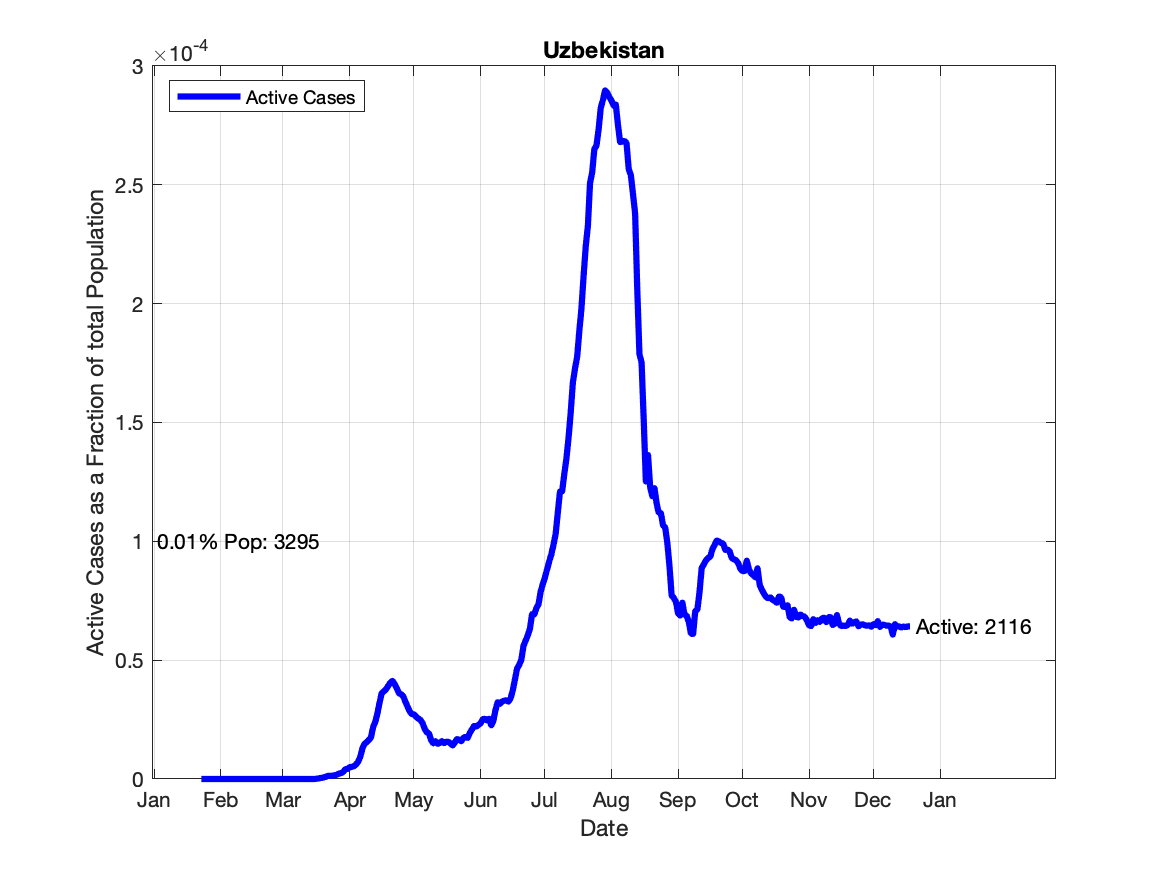 Uzbekistan
×10^-4
Active Cases
3
2.5
2
1.5
1
0.5
0
0.01% Pop: 3295
Active: 2116
Active Cases as a Fraction of total Population
Jan Feb Mar Apr May Jun Jul Aug Sep Oct Nov Dec Jan
Date